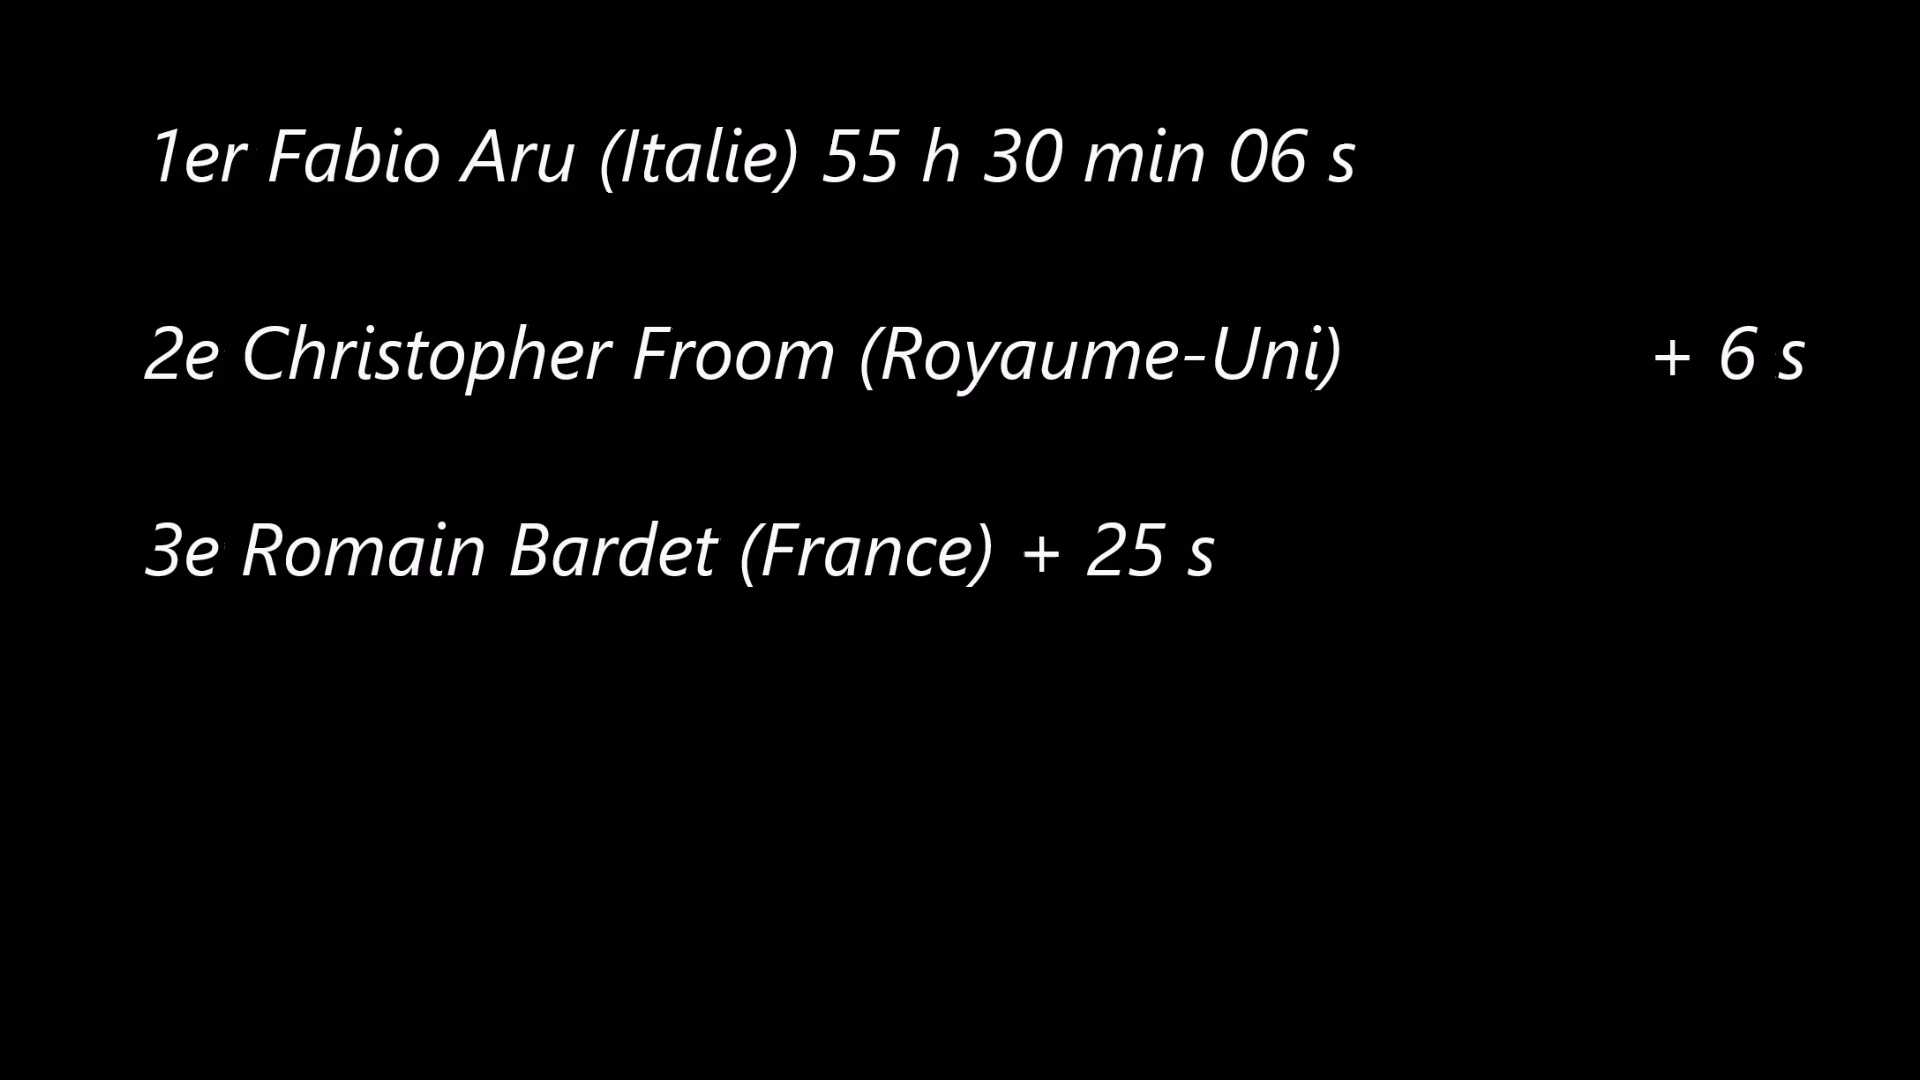 1er Fabio Aru (Italie) 55 h 30 min 06 s
2e Christopher Froom (Royaume-Uni) + 6 s
3e Romain Bardet (France) + 25 s